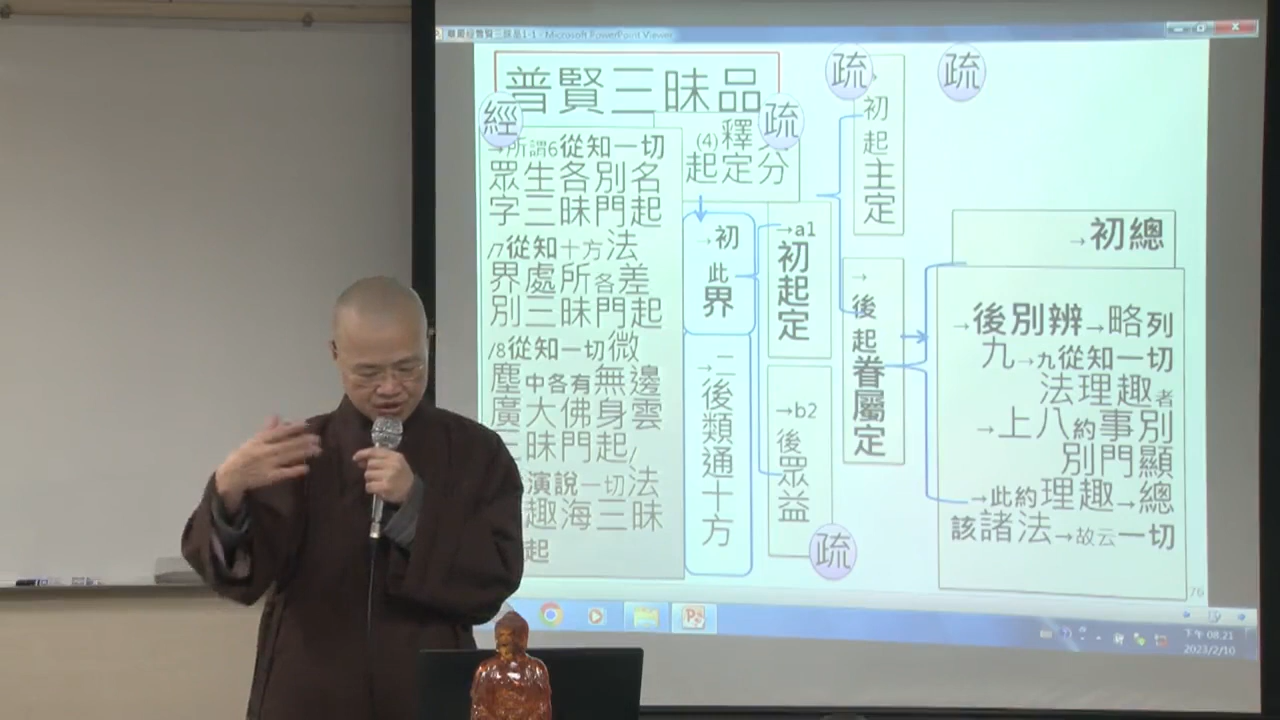 華嚴經普賢三昧品1-1 - Microsoft PowerPoint Viewer
普賢三昧品
經
→所謂6從知一切
眾生各別名
字三昧門起
/7從知十方法
界處所各差
別三昧門起
/8從知一切微
塵中各有無邊
廣大佛身雲
三昧門起/
演說一切法
趣海三昧
起
疏
(4)釋
起定分
→初
此
界
→二
後類通十方
→a1
初起定
→b2
後眾益
疏
疏
初起主定
→
後起眷屬定
疏
→初總
→後別辨→略列
九→九從知一切
法理趣者
→上八約事別
別門顯
→此約理趣→總
該諸法→故云一切
76
下午 08:21
2023/2/10